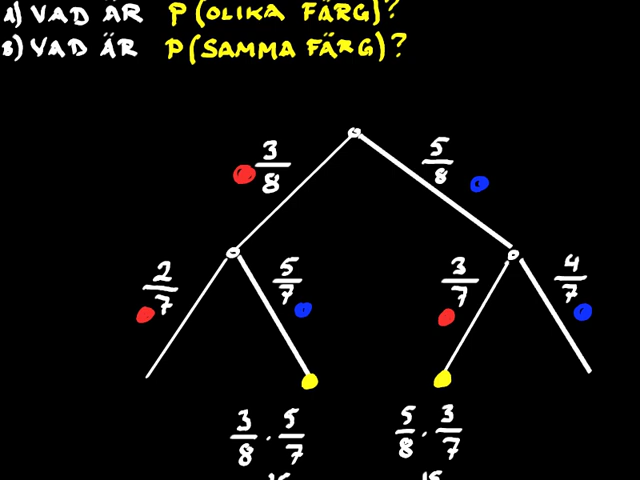 A) VAD ÄR P(OLIKA FÄRG)?
B) VAD ÄR P(SAMMA FÄRG)?
3/8 5/8
2/7 5/7 3/7 4/7
3/8 · 5/7 5/8 · 3/7